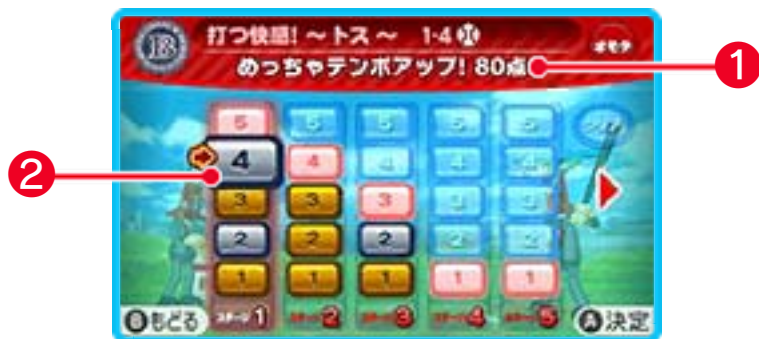 打つ快感! ～トス～ 1-4
オモテ
めっちゃテンポアップ! 80点
1
2
5 5 5 5 5
4 4 4 4 4
3 3 3 3 3
2 2 2 2 2
1 1 1 1 1
ステージ1 ステージ2 ステージ3 ステージ4 ステージ5
Bもどる
A決定